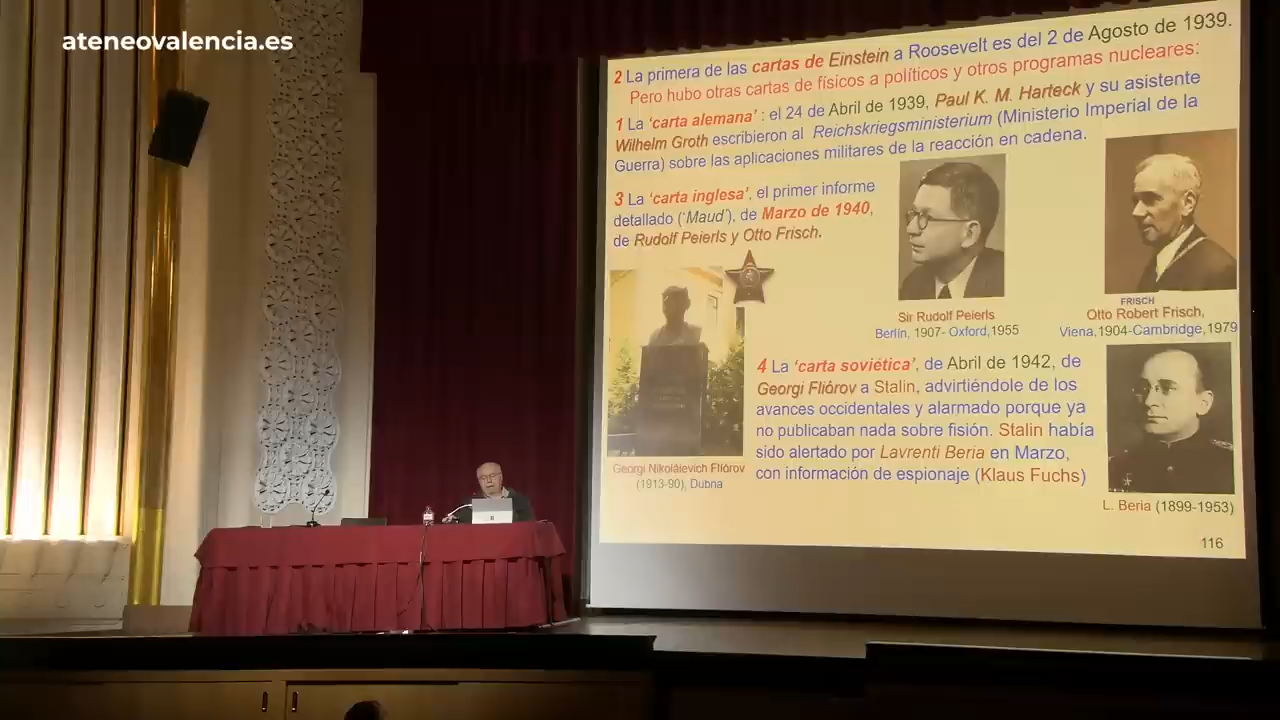 ateneovalencia.es
2 La primera de las cartas de Einstein a Roosevelt es del 2 de Agosto de 1939.
Pero hubo otras cartas de físicos a políticos y otros programas nucleares:
1 La ‘carta alemana’ : el 24 de Abril de 1939, Paul K. M. Harteck y su asistente
Wilhelm Groth escribieron al Reichskriegsministerium (Ministerio Imperial de la
Guerra) sobre las aplicaciones militares de la reacción en cadena.
3 La ‘carta inglesa’, el primer informe
detallado (`Maud´), de Marzo de 1940,
de Rudolf Peierls y Otto Frisch.
Sir Rudolf Peierls
Berlín, 1907- Oxford,1955
FRISCH
Otto Robert Frisch,
Viena,1904-Cambridge,1979
Georgi Nikoláievich Fliórov
(1913-90), Dubna
4 La ‘carta soviética’, de Abril de 1942, de
Georgi Fliórov a Stalin, advirtiéndole de los
avances occidentales y alarmado porque ya
no publicaban nada sobre fisión. Stalin había
sido alertado por Lavrenti Beria en Marzo,
con información de espionaje (Klaus Fuchs)
L. Beria (1899-1953)
116